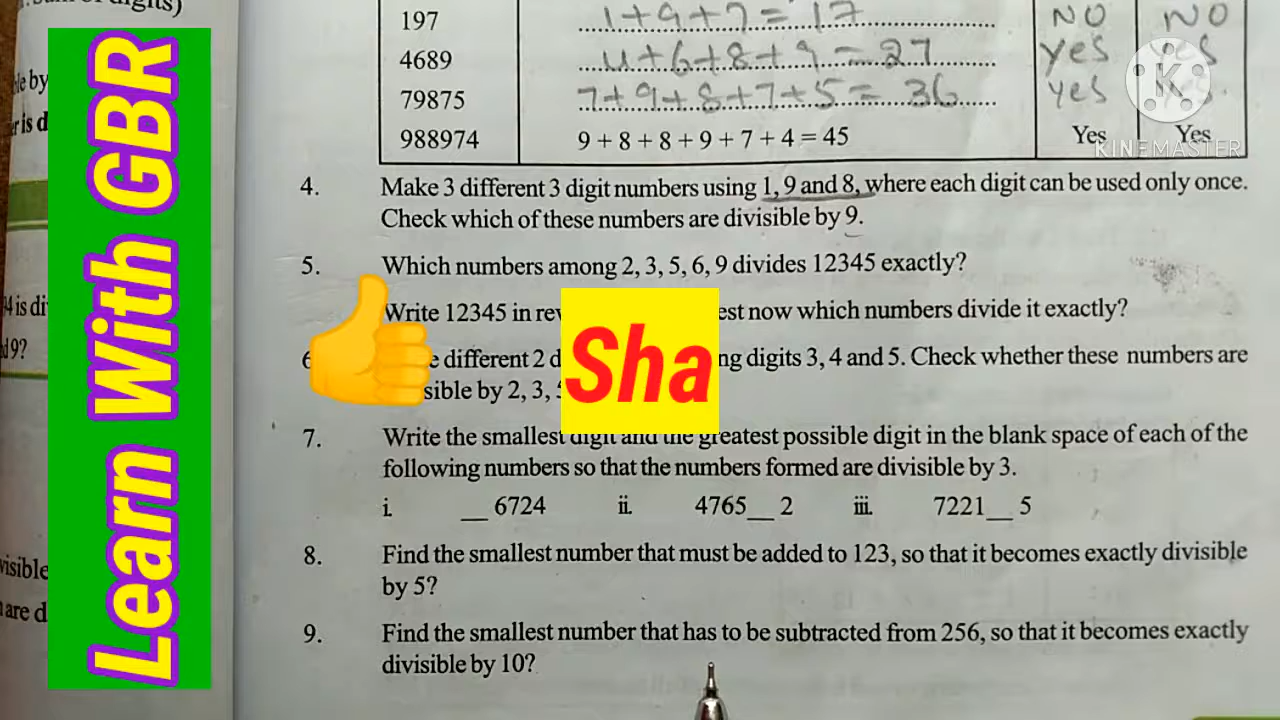 of digits)
197 1+9+7=17 NO NO
4689 4+6+8+9=27 yes
79875 7+9+8+7+5=36 yes
988974 9+8+8+9+7+4=45 Yes Yes
KINEMASTER
K
4. Make 3 different 3 digit numbers using 1, 9 and 8, where each digit can be used only once.
Check which of these numbers are divisible by 9.
5. Which numbers among 2, 3, 5, 6, 9 divides 12345 exactly?
Write 12345 in now which numbers divide it exactly?
different 2 digits 3, 4 and 5. Check whether these numbers are
by 2, 3,
7. Write the smallest digit and the greatest possible digit in the blank space of each of the
following numbers so that the numbers formed are divisible by 3.
i. __ 6724 ii. 4765__ 2 iii. 7221__ 5
8. Find the smallest number that must be added to 123, so that it becomes exactly divisible
by 5?
9. Find the smallest number that has to be subtracted from 256, so that it becomes exactly
divisible by 10?
Learn With GBR
Sha
by
is d
is di
9?
are d